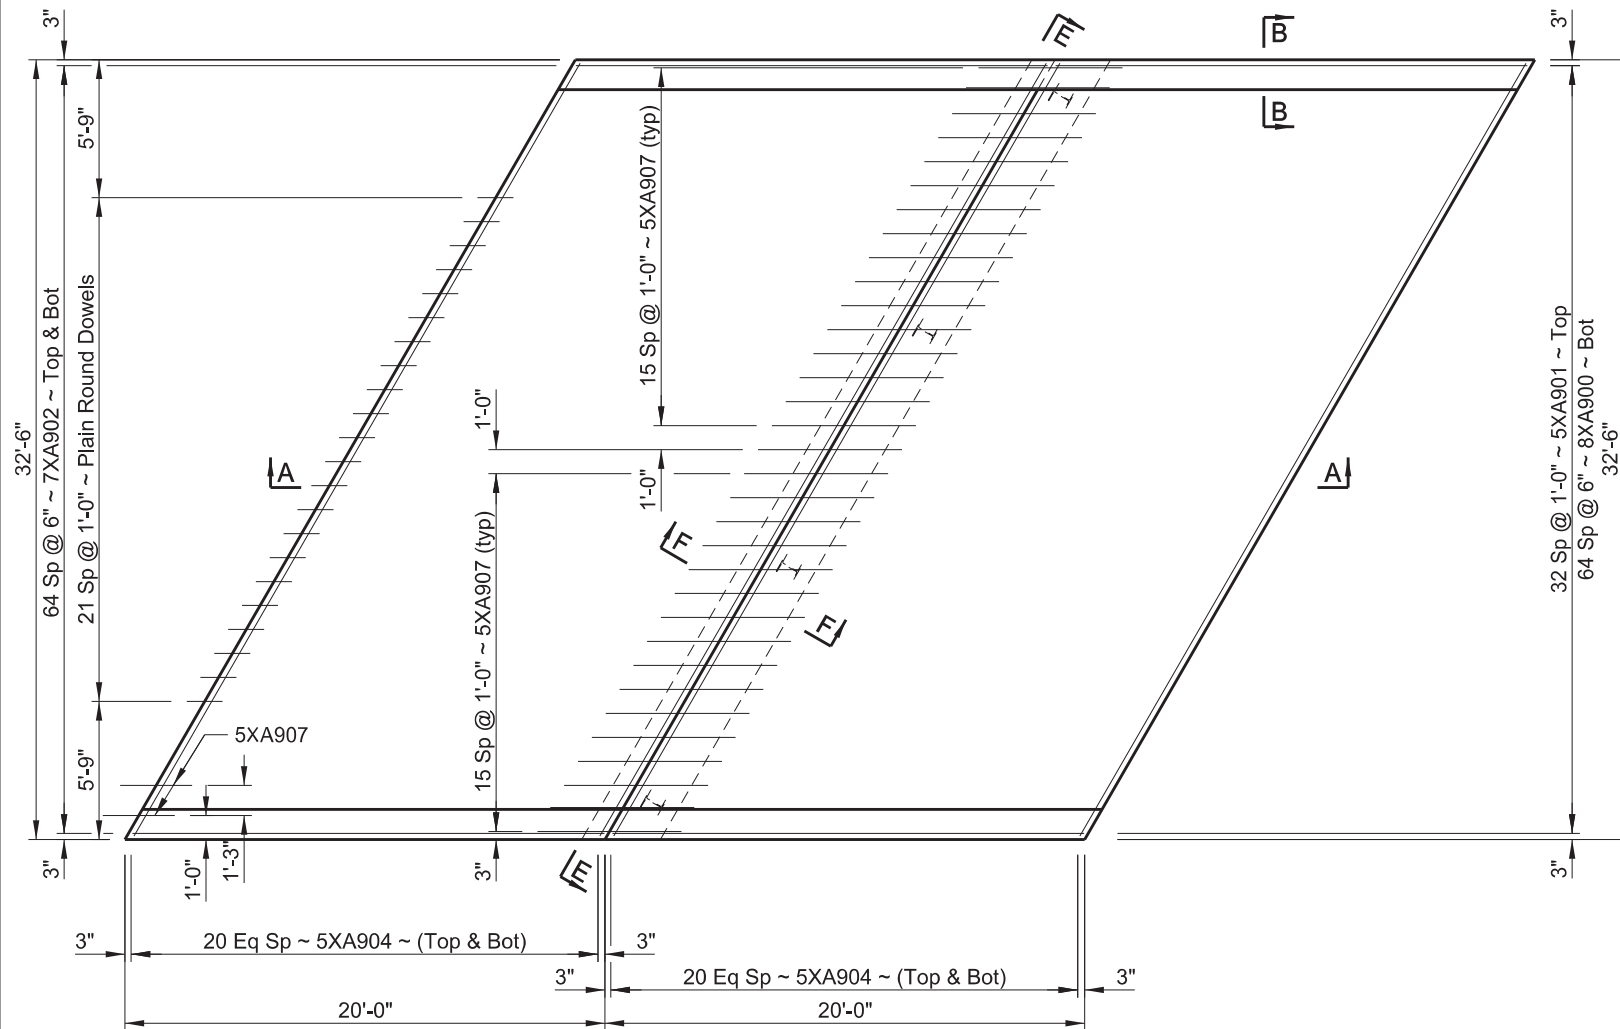 3"
3"
E
B
B
5'-9"
15 Sp @ 1'-0" ~ 5XA907 (typ)
32'-6"
64 Sp @ 6" ~ 7XA902 ~ Top & Bot
21 Sp @ 1'-0" ~ Plain Round Dowels
1'-0"
1'-0"
A
A
32 Sp @ 1'-0" ~ 5XA901 ~ Top
64 Sp @ 6" ~ 8XA900 ~ Bot
32'-6"
F
F
15 Sp @ 1'-0" ~ 5XA907 (typ)
5XA907
5'-9"
3"
1'-0"
1'-3"
3"
E
3"
3"
20 Eq Sp ~ 5XA904 ~ (Top & Bot)
3"
3"
20 Eq Sp ~ 5XA904 ~ (Top & Bot)
3"
20'-0"
20'-0"